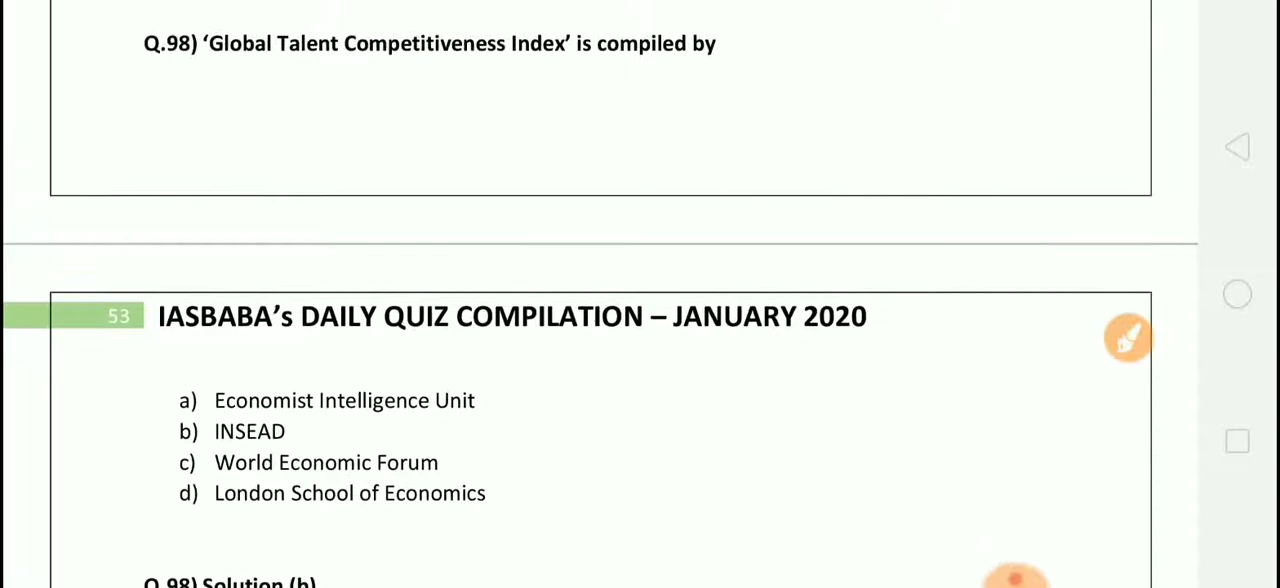 Q.98) ‘Global Talent Competitiveness Index’ is compiled by
53 IASBABA’s DAILY QUIZ COMPILATION – JANUARY 2020
a) Economist Intelligence Unit
b) INSEAD
c) World Economic Forum
d) London School of Economics
Q.98) Solution (b)